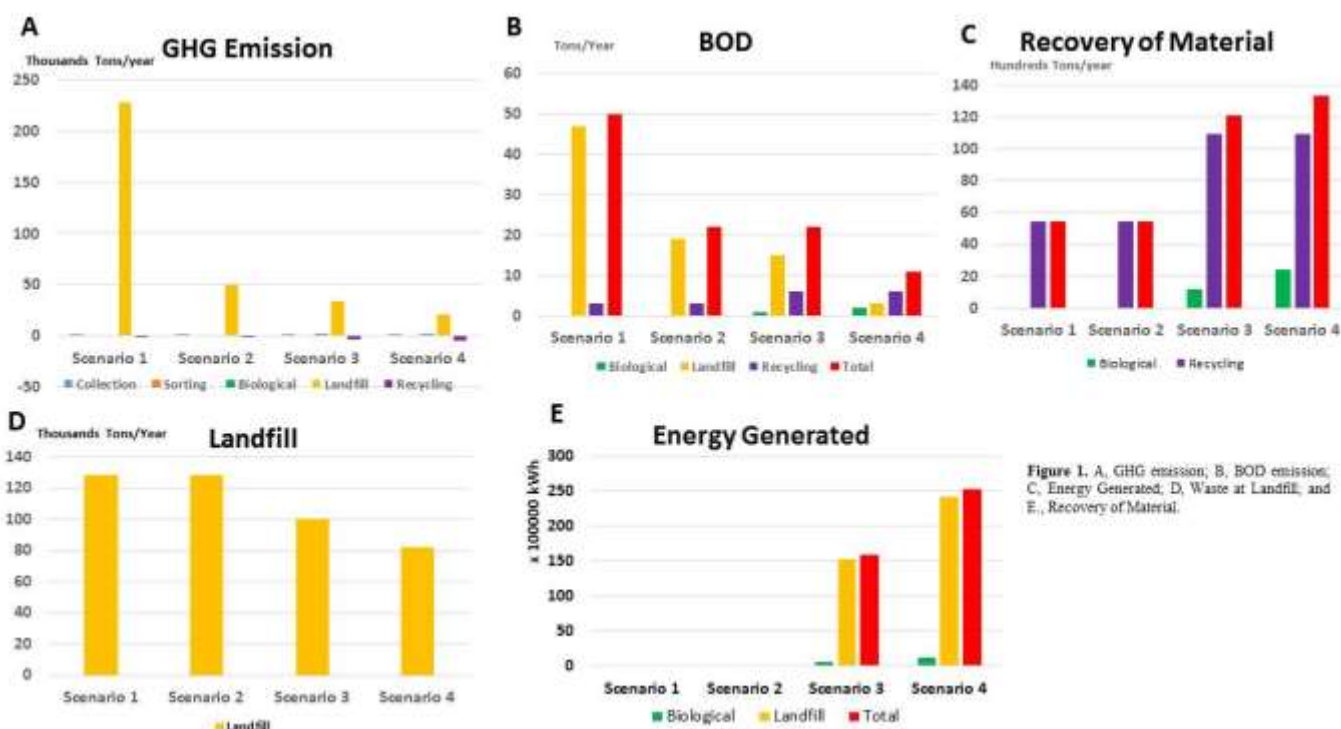 A
GHG Emission
Thousands Tons/year
250
200
150
100
50
0
-50
Scenario 1 Scenario 2 Scenario 3 Scenario 4
Collection Sorting Biological Landfill Recycling
B
Tons/Year
BOD
60
50
40
30
20
10
0
Scenario 1 Scenario 2 Scenario 3 Scenario 4
Biological Landfill Recycling Total
C
Recovery of Material
Hundreds Tons/year
140
120
100
80
60
40
20
0
Scenario 1 Scenario 2 Scenario 3 Scenario 4
Biological Recycling
D
Thousands Tons/Year
Landfill
140
120
100
80
60
40
20
0
Scenario 1 Scenario 2 Scenario 3 Scenario 4
Landfill
E
Energy Generated
x 100000 kWh
300
250
200
150
100
50
0
Scenario 1 Scenario 2 Scenario 3 Scenario 4
Biological Landfill Total
Figure 1. A, GHG emission; B, BOD emission;
C, Energy Generated; D, Waste at Landfill; and
E., Recovery of Material.